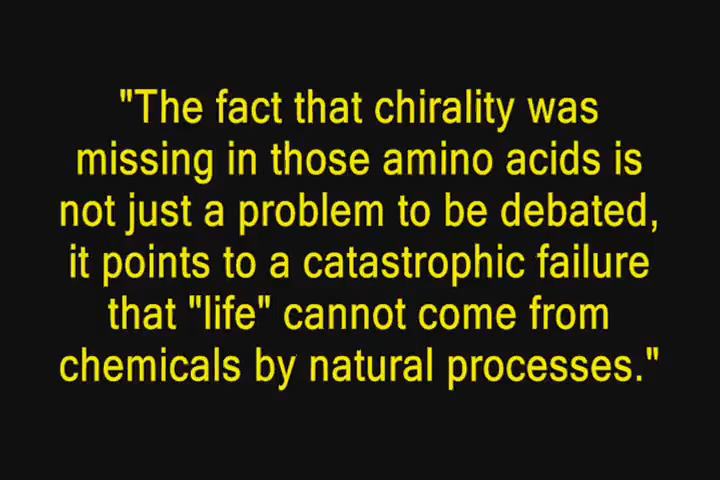 "The fact that chirality was
missing in those amino acids is
not just a problem to be debated,
it points to a catastrophic failure
that "life" cannot come from
chemicals by natural processes."